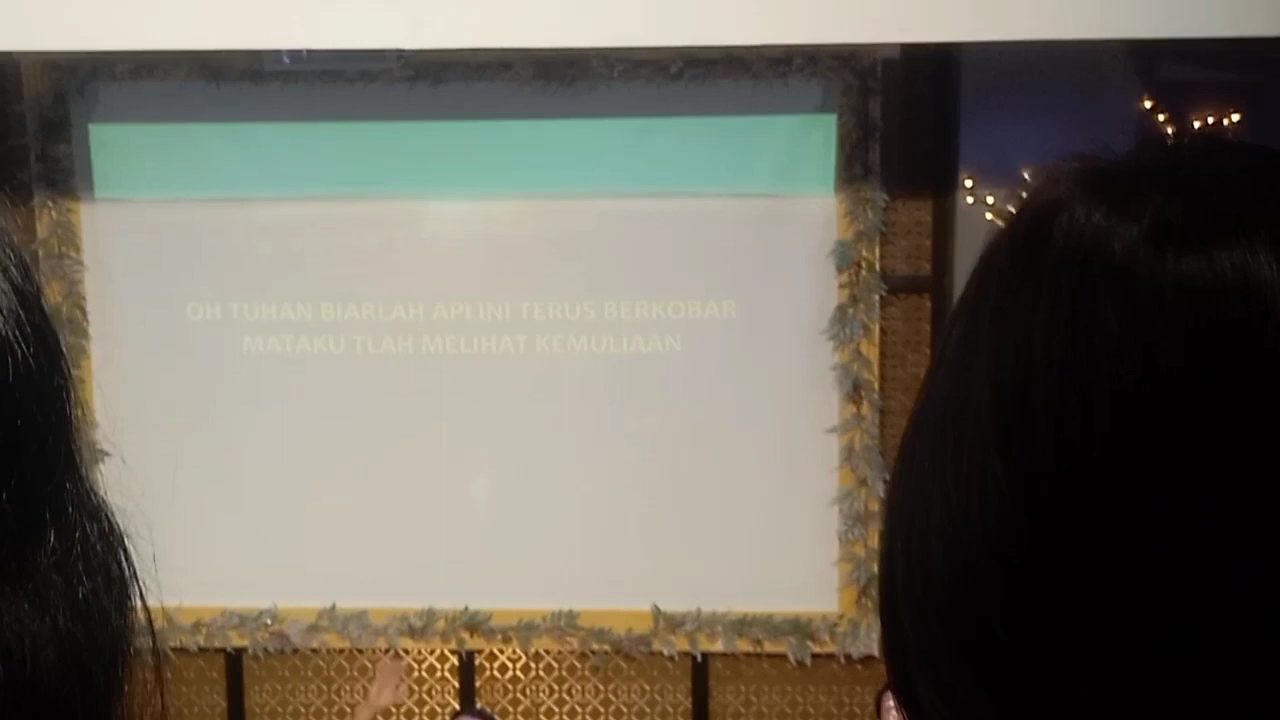 OH TUHAN BIARLAH API INI TERUS BERKOBAR
MATAKU TLAH MELIHAT KEMULIAAN